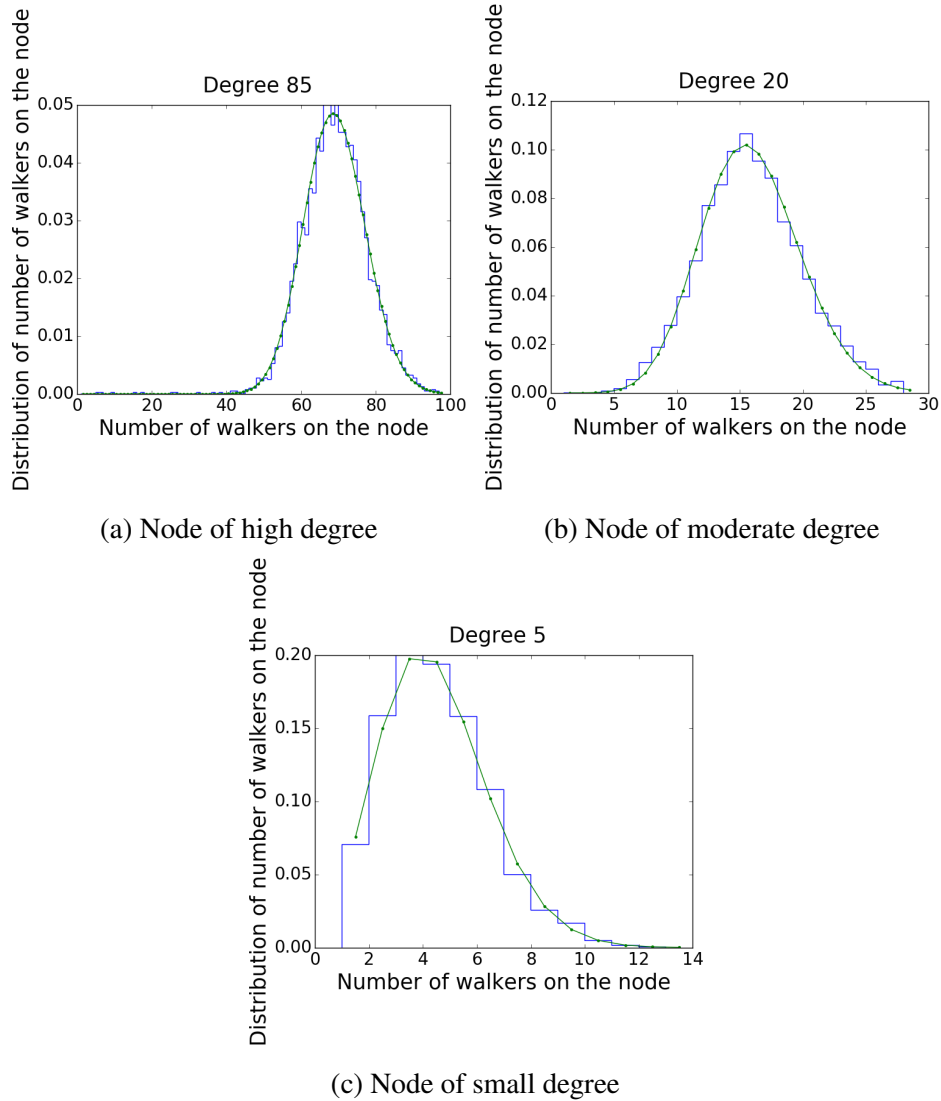 Degree 85
Distribution of number of walkers on the node
0.05
0.04
0.03
0.02
0.01
0.00
0 20 40 60 80 100
Number of walkers on the node
(a) Node of high degree
Degree 20
Distribution of number of walkers on the node
0.12
0.10
0.08
0.06
0.04
0.02
0.00
0 5 10 15 20 25 30
Number of walkers on the node
(b) Node of moderate degree
Degree 5
Distribution of number of walkers on the node
0.20
0.15
0.10
0.05
0.00
0 2 4 6 8 10 12 14
Number of walkers on the node
(c) Node of small degree